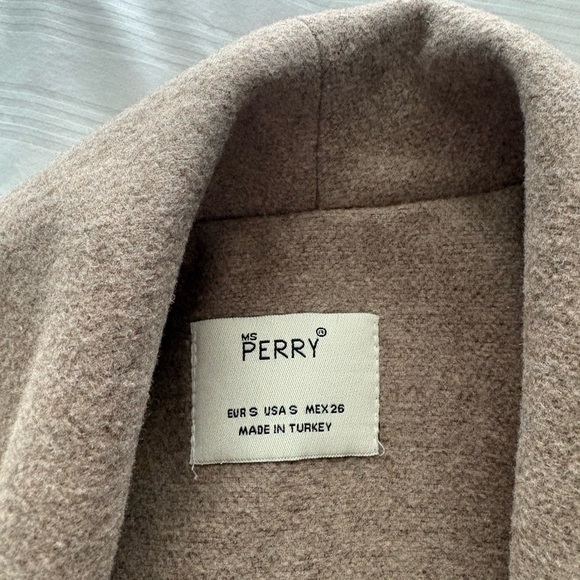 MS
PERRY®
EUR S USA S MEX 26
MADE IN TURKEY